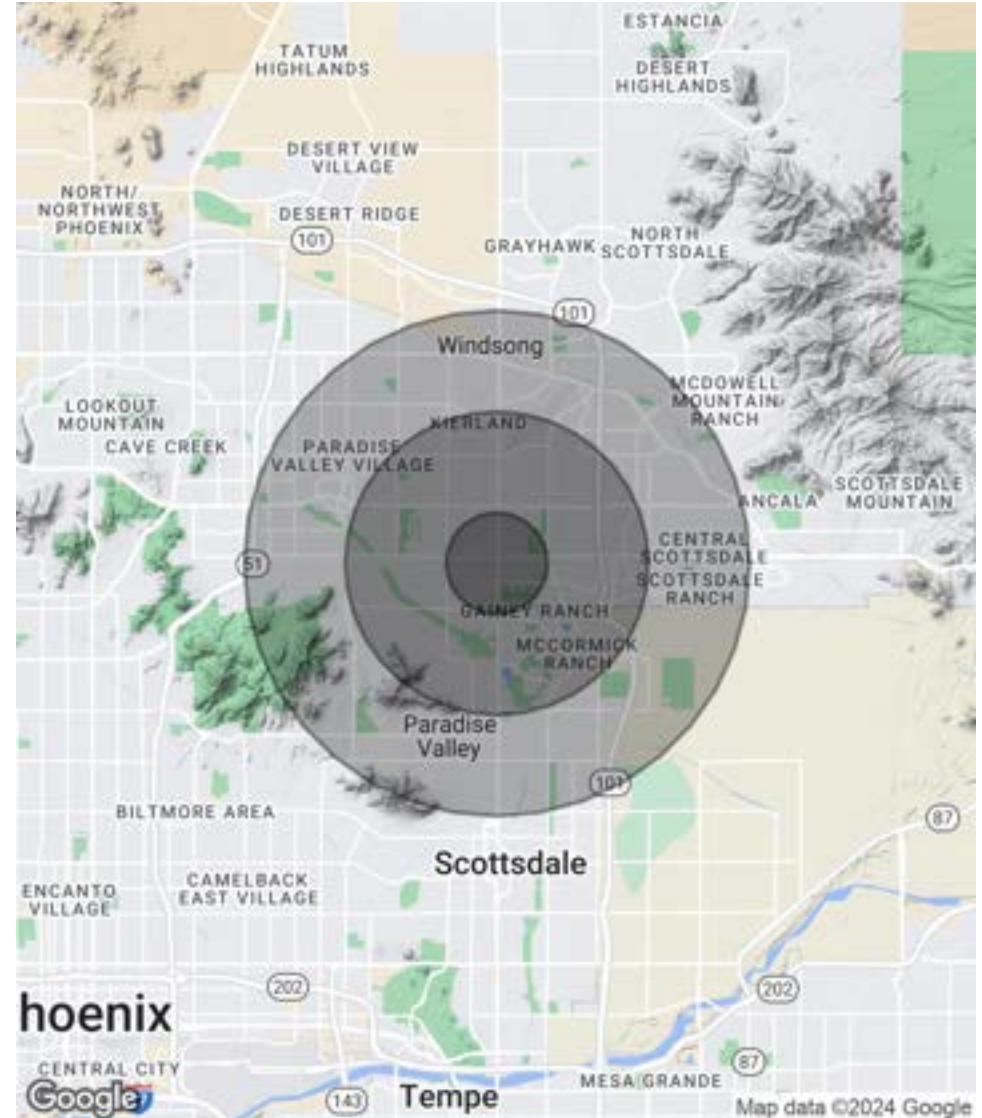 ESTANCIA
TATUM
HIGHLANDS
DESERT
HIGHLANDS
DESERT VIEW
VILLAGE
NORTH/
NORTHWEST
PHOENIX
DESERT RIDGE
101
GRAYHAWK
NORTH
SCOTTSDALE
101
Windsong
MCDOWELL
MOUNTAIN
RANCH
LOOKOUT
MOUNTAIN
KIERLAND
CAVE CREEK
PARADISE
VALLEY VILLAGE
ANCALA
SCOTTSDALE
MOUNTAIN
CENTRAL
SCOTTSDALE
51
SCOTTSDALE
RANCH
GAINEY RANCH
MCCORMICK
RANCH
Paradise
Valley
101
BILTMORE AREA
87
Scottsdale
ENCANTO
VILLAGE
CAMELBACK
EAST VILLAGE
202
202
hoenix
CENTRAL CITY
87
MESA GRANDE
Google
143
Tempe
Map data ©2024 Google